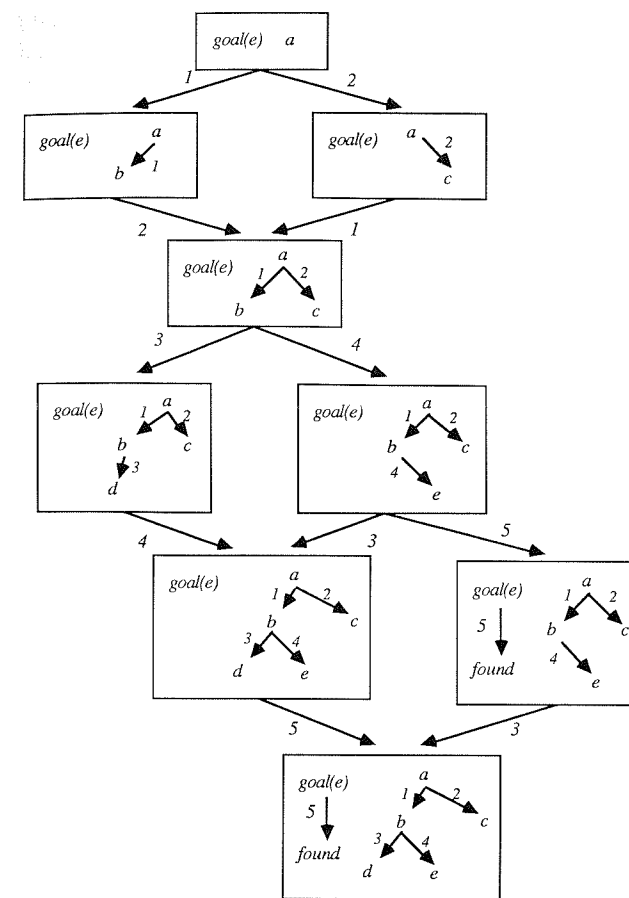 goal(e) a
1 2
goal(e) a
b 1
goal(e) a
2
c
2 1
goal(e) a
1 2
b c
3 4
goal(e) a
1 2
b c
3
d
goal(e) a
1 2
b c
4
e
4 3 5
goal(e) a
1 2
b c
3 4
d e
goal(e) a
1 2
5 b c
4
found e
5 3
goal(e) a
1 2
5 b c
3 4
found d e